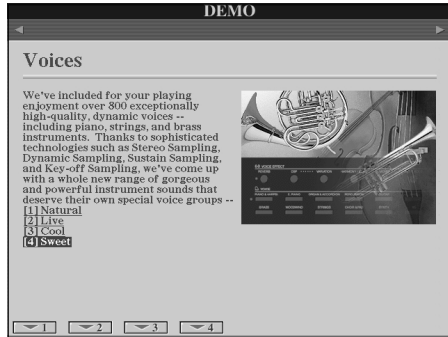 DEMO
Voices
We've included for your playing
enjoyment over 800 exceptionally
high-quality, dynamic voices --
including piano, strings, and brass
instruments. Thanks to sophisticated
technologies such as Stereo Sampling,
Dynamic Sampling, Sustain Sampling,
and Key-off Sampling, we've come up
with a whole new range of gorgeous
and powerful instrument sounds that
deserve their own special voice groups --
[1] Natural
[2] Live
[3] Cool
[4] Sweet
VOICE EFFECT
1 2 3 4